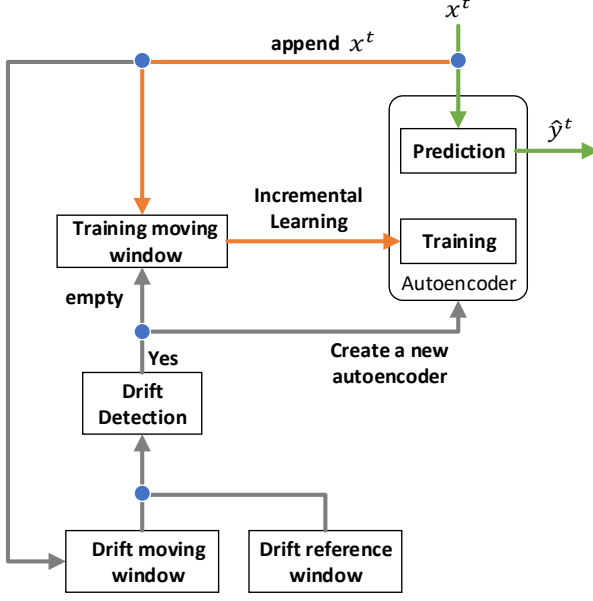 x^t
append x^t
Prediction
ŷ^t
Incremental
Learning
Training moving
window
Training
Autoencoder
empty
Yes
Create a new
autoencoder
Drift
Detection
Drift moving
window
Drift reference
window